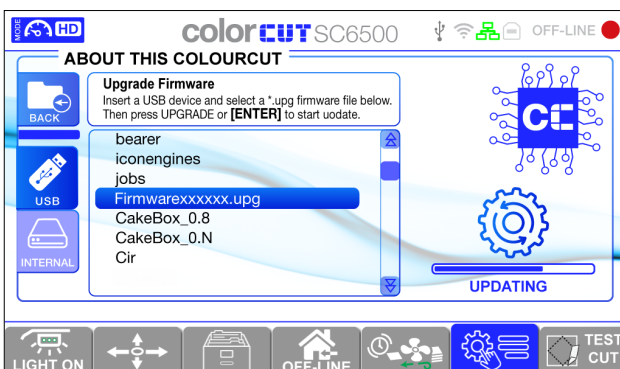 MODE
HD
colorcut SC6500
OFF-LINE
ABOUT THIS COLOURCUT
BACK
Upgrade Firmware
Insert a USB device and select a *.upg firmware file below.
Then press UPGRADE or [ENTER] to start uodate.
CE
USB
INTERNAL
bearer
iconengines
jobs
Firmwarexxxxxx.upg
CakeBox_0.8
CakeBox_0.N
Cir
UPDATING
LIGHT ON
OFF-LINE
TEST
CUT